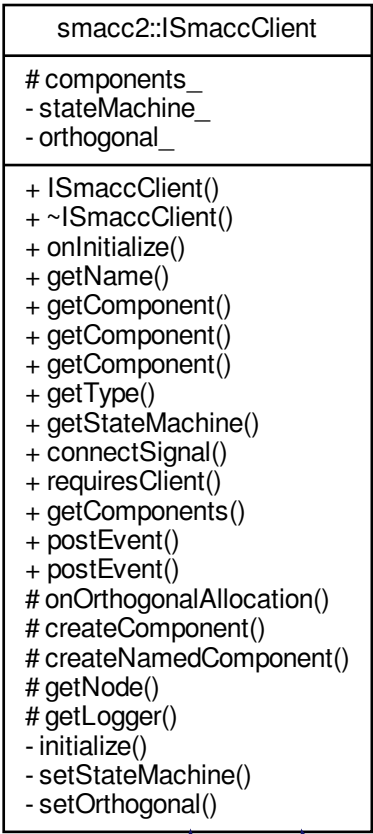 smacc2::ISmaccClient
# components_
- stateMachine_
- orthogonal_
+ ISmaccClient()
+ ~ISmaccClient()
+ onInitialize()
+ getName()
+ getComponent()
+ getComponent()
+ getComponent()
+ getType()
+ getStateMachine()
+ connectSignal()
+ requiresClient()
+ getComponents()
+ postEvent()
+ postEvent()
# onOrthogonalAllocation()
# createComponent()
# createNamedComponent()
# getNode()
# getLogger()
- initialize()
- setStateMachine()
- setOrthogonal()